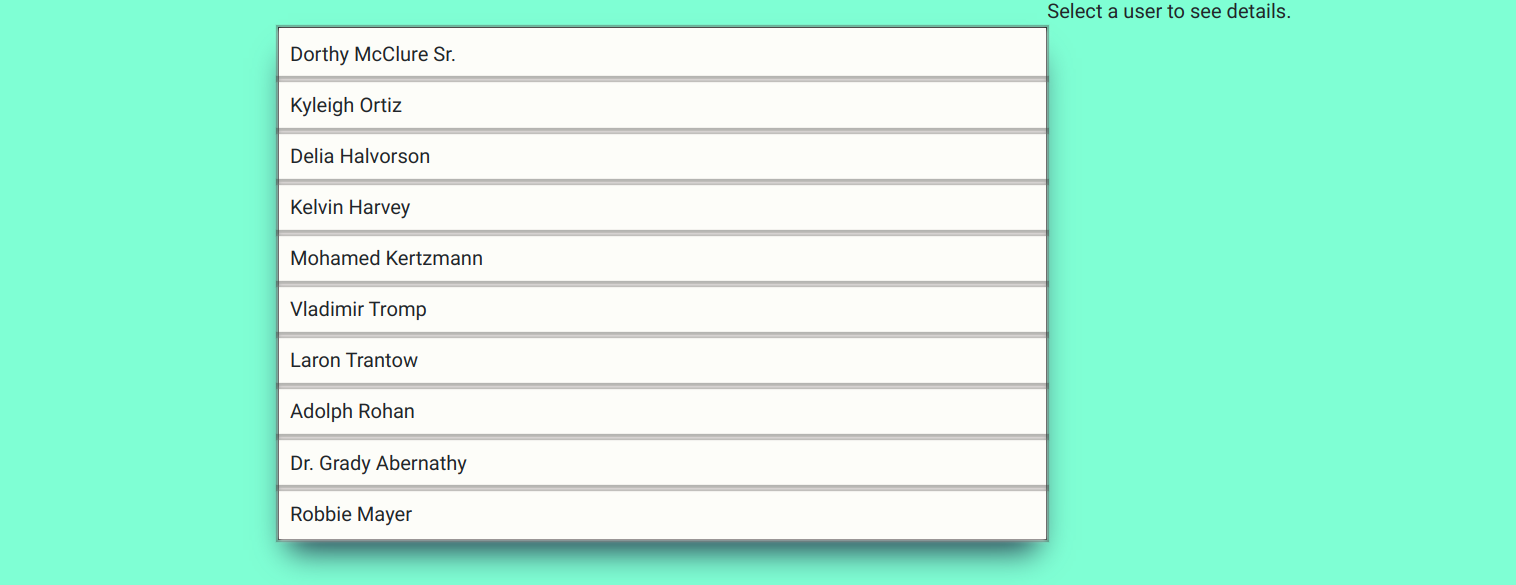 Select a user to see details.
Dorthy McClure Sr.
Kyleigh Ortiz
Delia Halvorson
Kelvin Harvey
Mohamed Kertzmann
Vladimir Tromp
Laron Trantow
Adolph Rohan
Dr. Grady Abernathy
Robbie Mayer